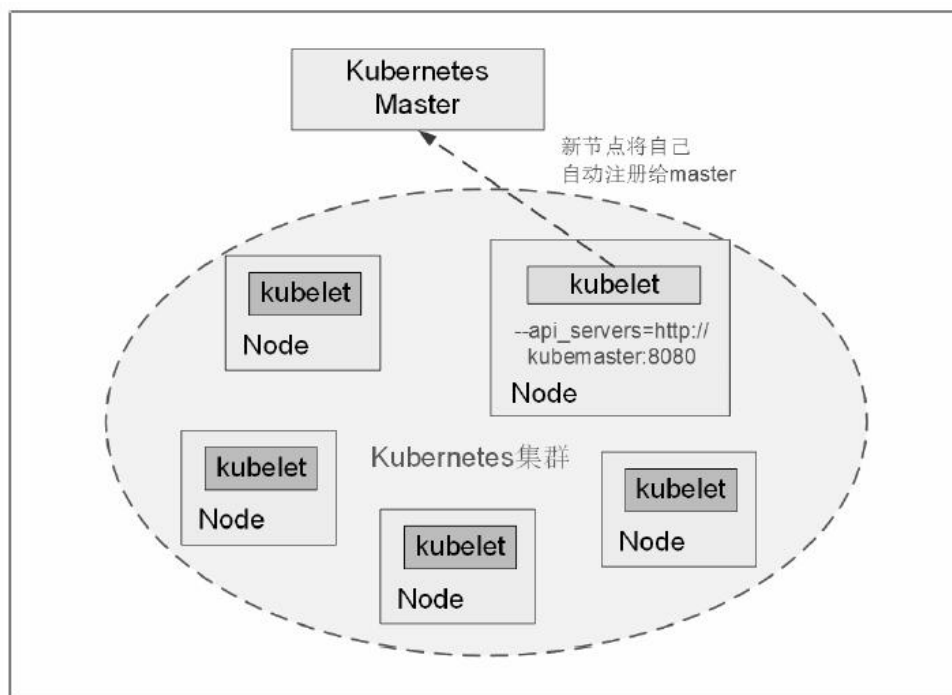 Kubernetes
Master
新节点将自己
自动注册给master
kubelet
Node
kubelet
--api_servers=http://
kubemaster:8080
Node
Kubernetes集群
kubelet
Node
kubelet
Node
kubelet
Node